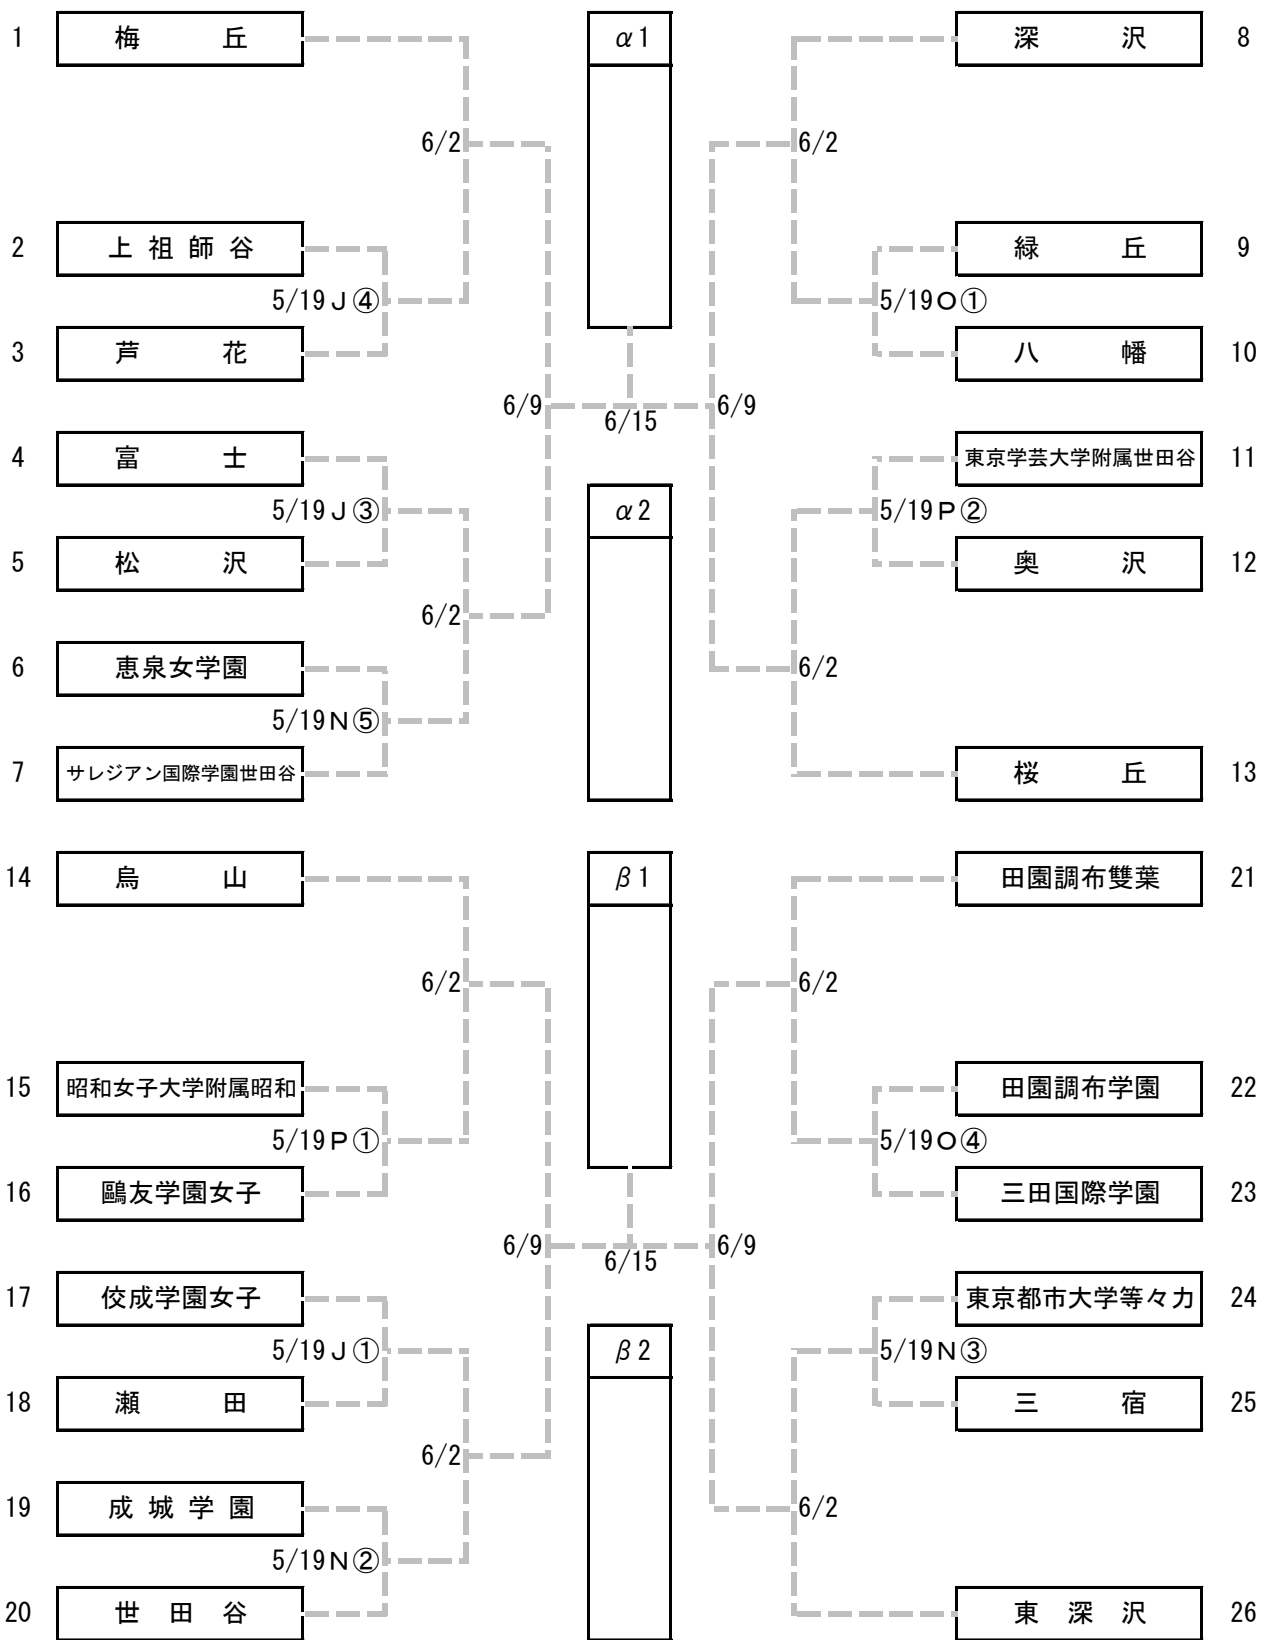 1 梅丘 α1 深沢 8
6/2 6/2
2 上祖師谷 緑丘 9
5/19J④ 5/19O①
3 芦花 八幡 10
6/9 6/15 6/9
4 富士 東京学芸大学附属世田谷 11
5/19J③ α2 5/19P②
5 松沢 奥沢 12
6/2
6 恵泉女学園 6/2
5/19N⑤
7 サレジアン国際学園世田谷 桜丘 13
14 烏山 β1 田園調布雙葉 21
6/2 6/2
15 昭和女子大学附属昭和 田園調布学園 22
5/19P① 5/19O④
16 鷗友学園女子 三田国際学園 23
6/9 6/15 6/9
17 佼成学園女子 東京都市大学等々力 24
5/19J① β2 5/19N③
18 瀬田 三宿 25
6/2
19 成城学園 6/2
5/19N②
20 世田谷 東深沢 26